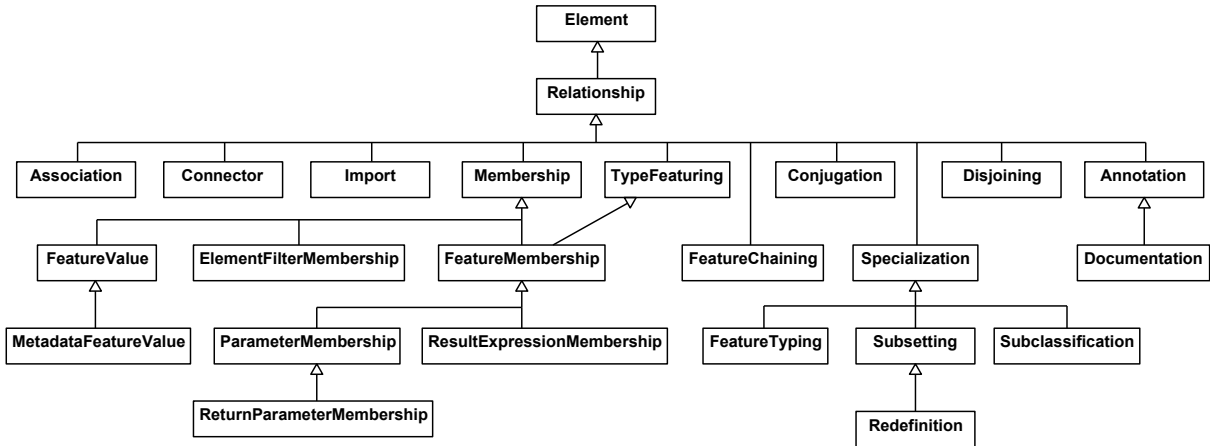 Element
Relationship
Association
Connector
Import
Membership
TypeFeaturing
Conjugation
Disjoining
Annotation
FeatureValue
ElementFilterMembership
FeatureMembership
FeatureChaining
Specialization
Documentation
MetadataFeatureValue
ParameterMembership
ResultExpressionMembership
FeatureTyping
Subsetting
Subclassification
ReturnParameterMembership
Redefinition